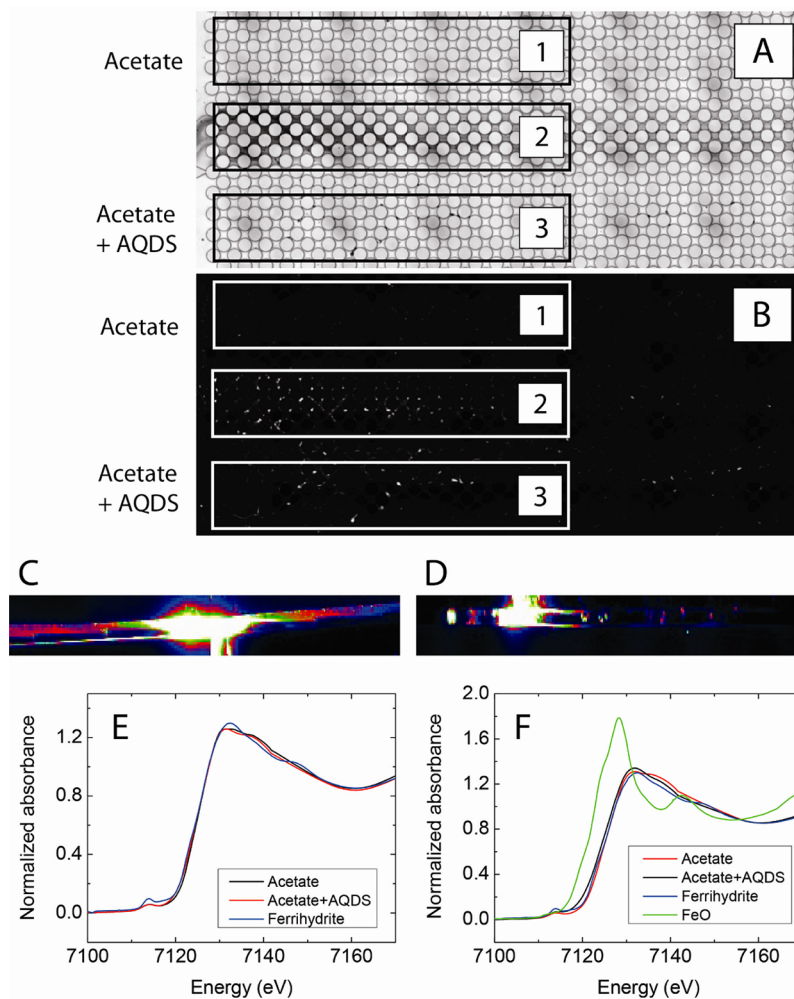 Acetate
1
A
2
Acetate
+ AQDS
3
Acetate
1
B
2
Acetate
+ AQDS
3
C
D
E
Normalized absorbance
1.2
0.8
0.4
0.0
Acetate
Acetate+AQDS
Ferrihydrite
7100
7120
7140
7160
Energy (eV)
F
Normalized absorbance
2.0
1.6
1.2
0.8
0.4
0.0
Acetate
Acetate+AQDS
Ferrihydrite
FeO
7100
7120
7140
7160
Energy (eV)